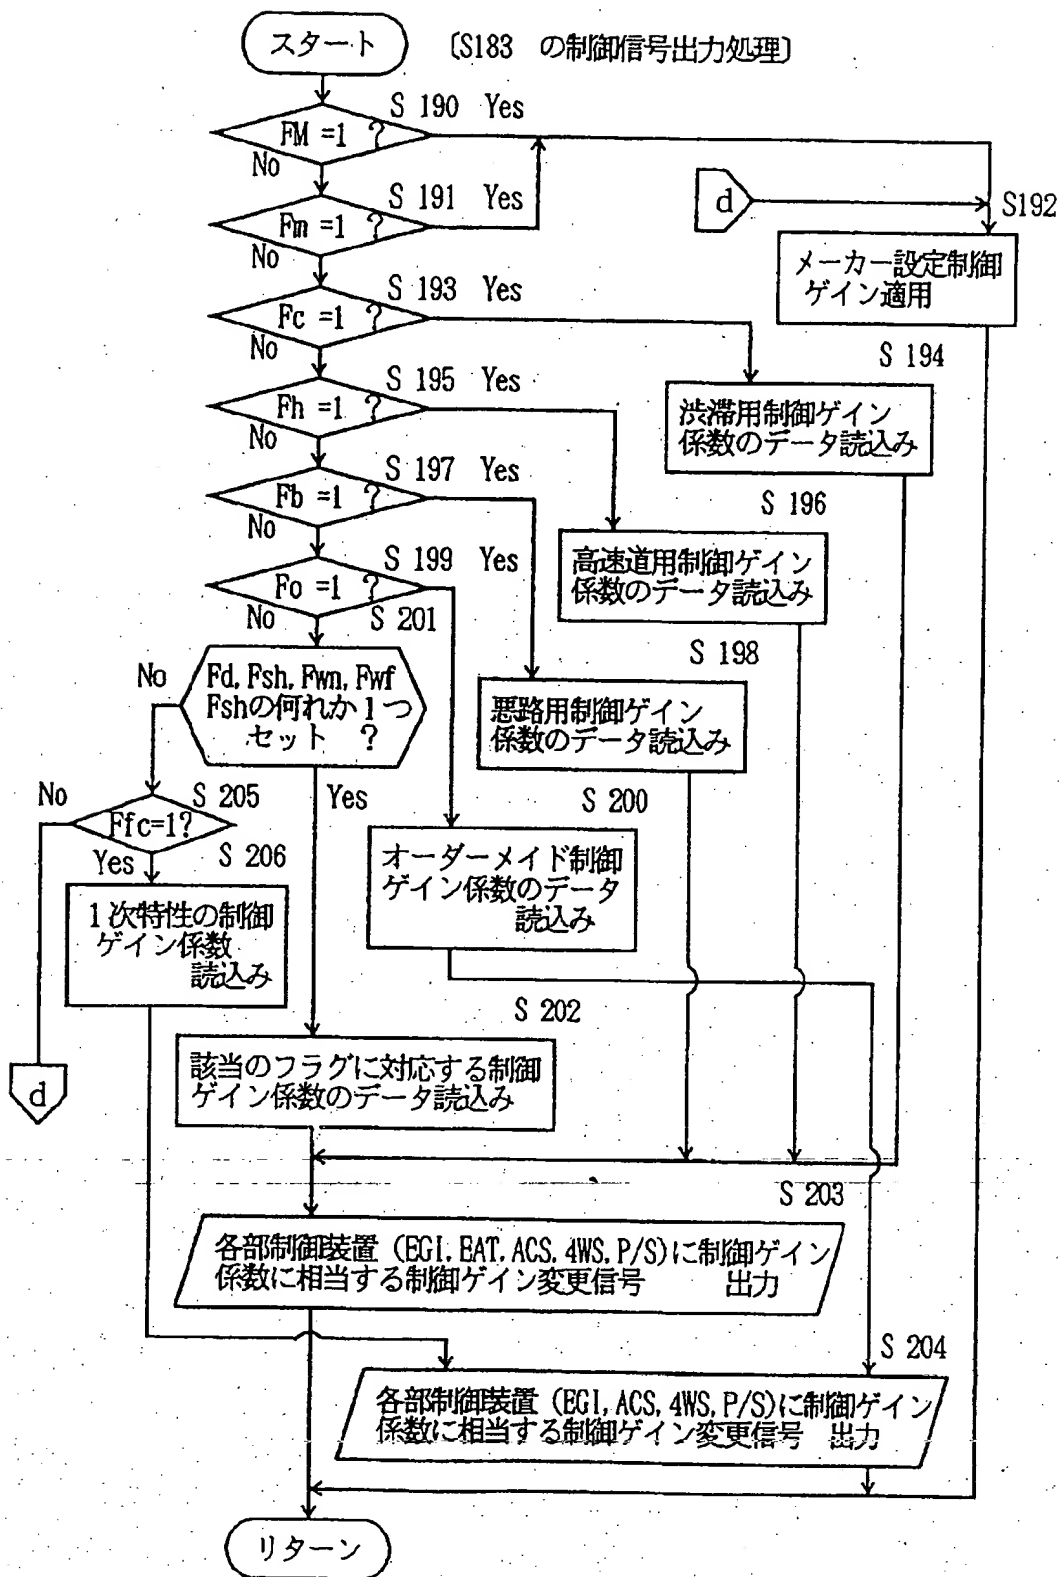 スタート
〔S183 の制御信号出力処理〕
S 190 Yes
FM =1 ?
No
S 191 Yes
Fm =1 ?
No
d
S192
メーカー設定制御
ゲイン適用
S 193 Yes
Fc =1 ?
No
S 194
渋滞用制御ゲイン
係数のデータ読込み
S 195 Yes
Fh =1 ?
No
S 196
高速道用制御ゲイン
係数のデータ読込み
S 197 Yes
Fb =1 ?
No
S 198
悪路用制御ゲイン
係数のデータ読込み
S 199 Yes
Fo =1 ?
No
S 200
オーダーメイド制御
ゲイン係数のデータ
読込み
S 201
Fd, Fsh, Fwn, Fwf
Fshの何れか1つ
セット ?
No
Yes
S 205
Ffc=1?
No
Yes
S 206
1次特性の制御
ゲイン係数
読込み
d
S 202
該当のフラグに対応する制御
ゲイン係数のデータ読込み
S 203
各部制御装置 (EGI. EAT. ACS. 4WS. P/S)に制御ゲイン
係数に相当する制御ゲイン変更信号 出力
S 204
各部制御装置 (EGI, ACS, 4WS, P/S)に制御ゲイン
係数に相当する制御ゲイン変更信号 出力
リターン